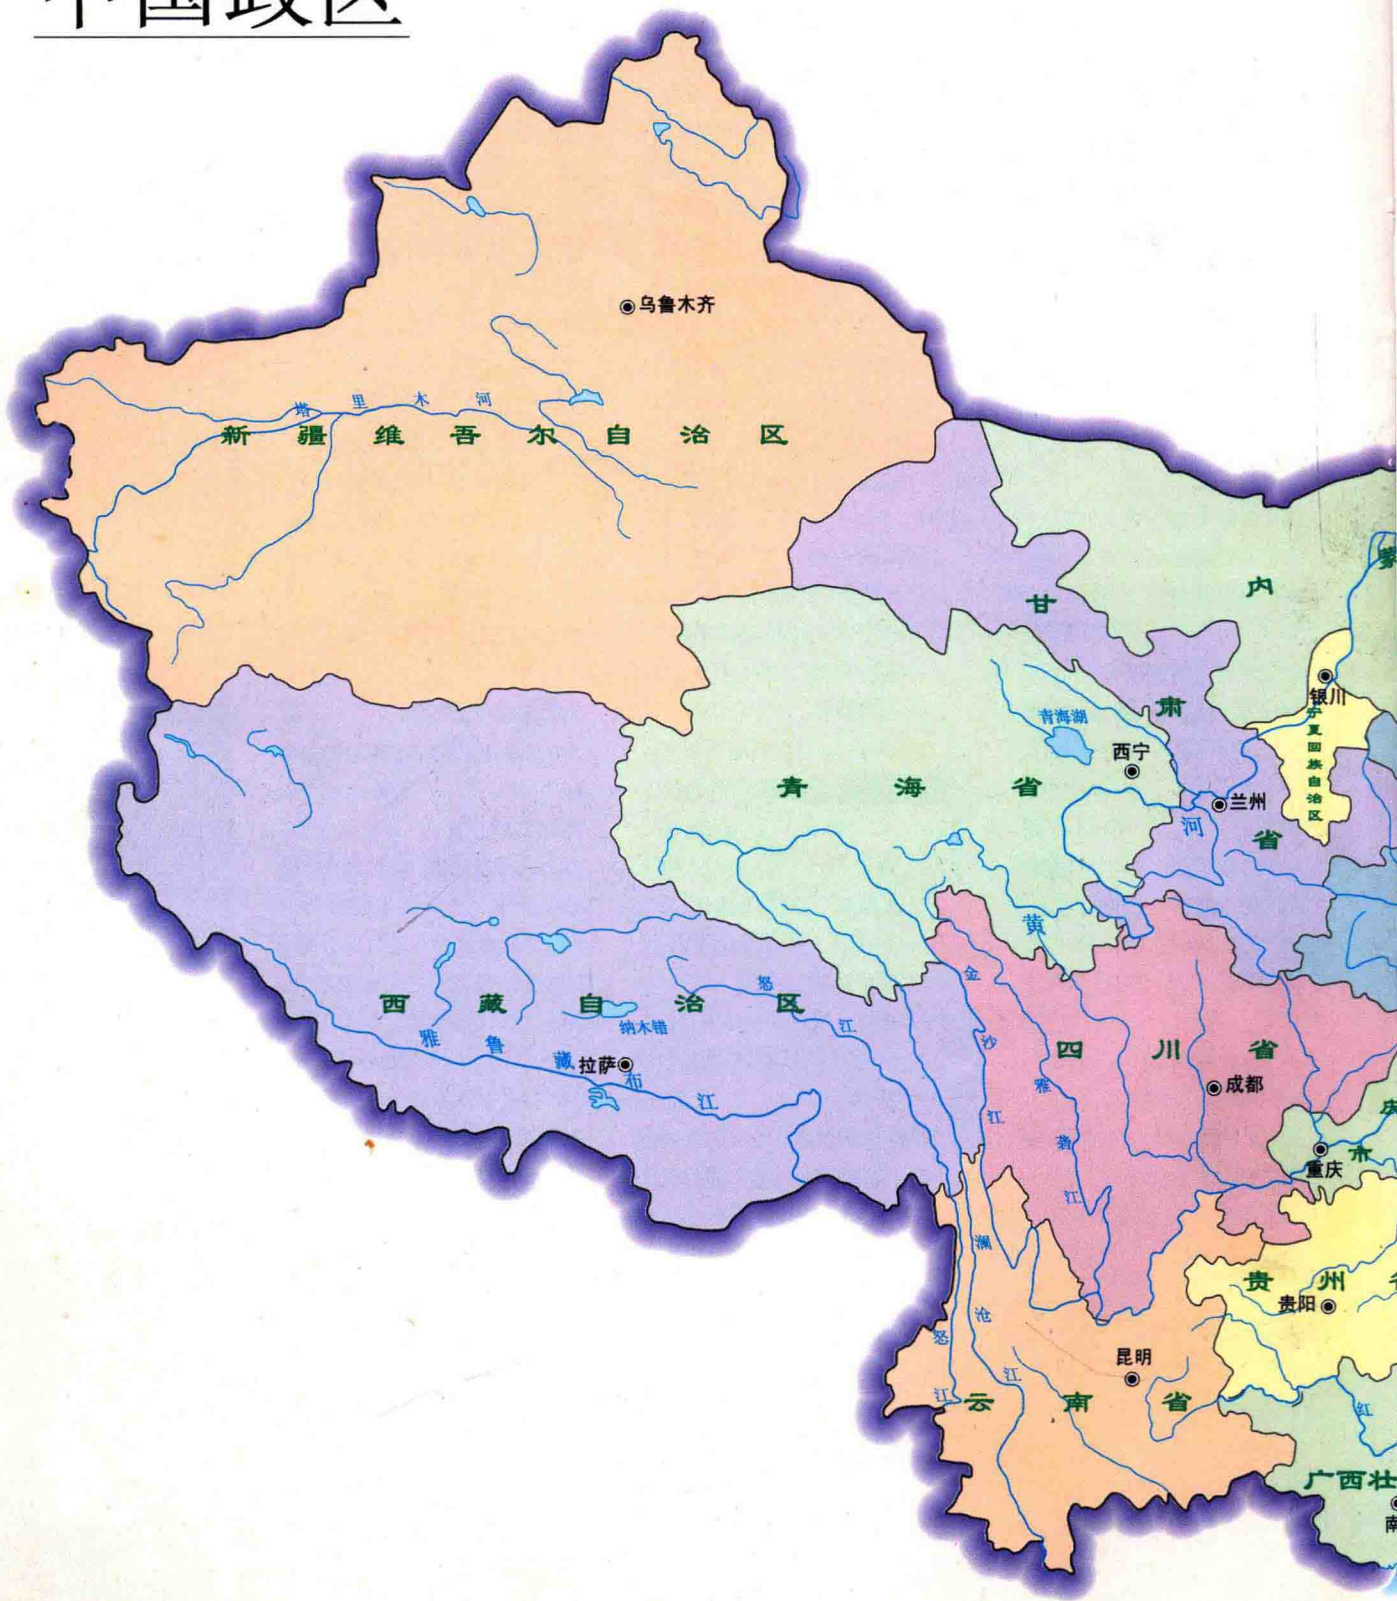 中国政区
乌鲁木齐
塔里木河
新疆维吾尔自治区
甘肃省
内蒙
银川
宁夏回族自治区
青海湖
西宁
青海省
兰州
黄河
西藏自治区
怒江
纳木错
雅鲁藏布江
拉萨
金沙江
四川省
雅砻江
成都
庆市
重庆
澜沧江
贵州省
贵阳
怒江
昆明
云南省
红
广西壮
南